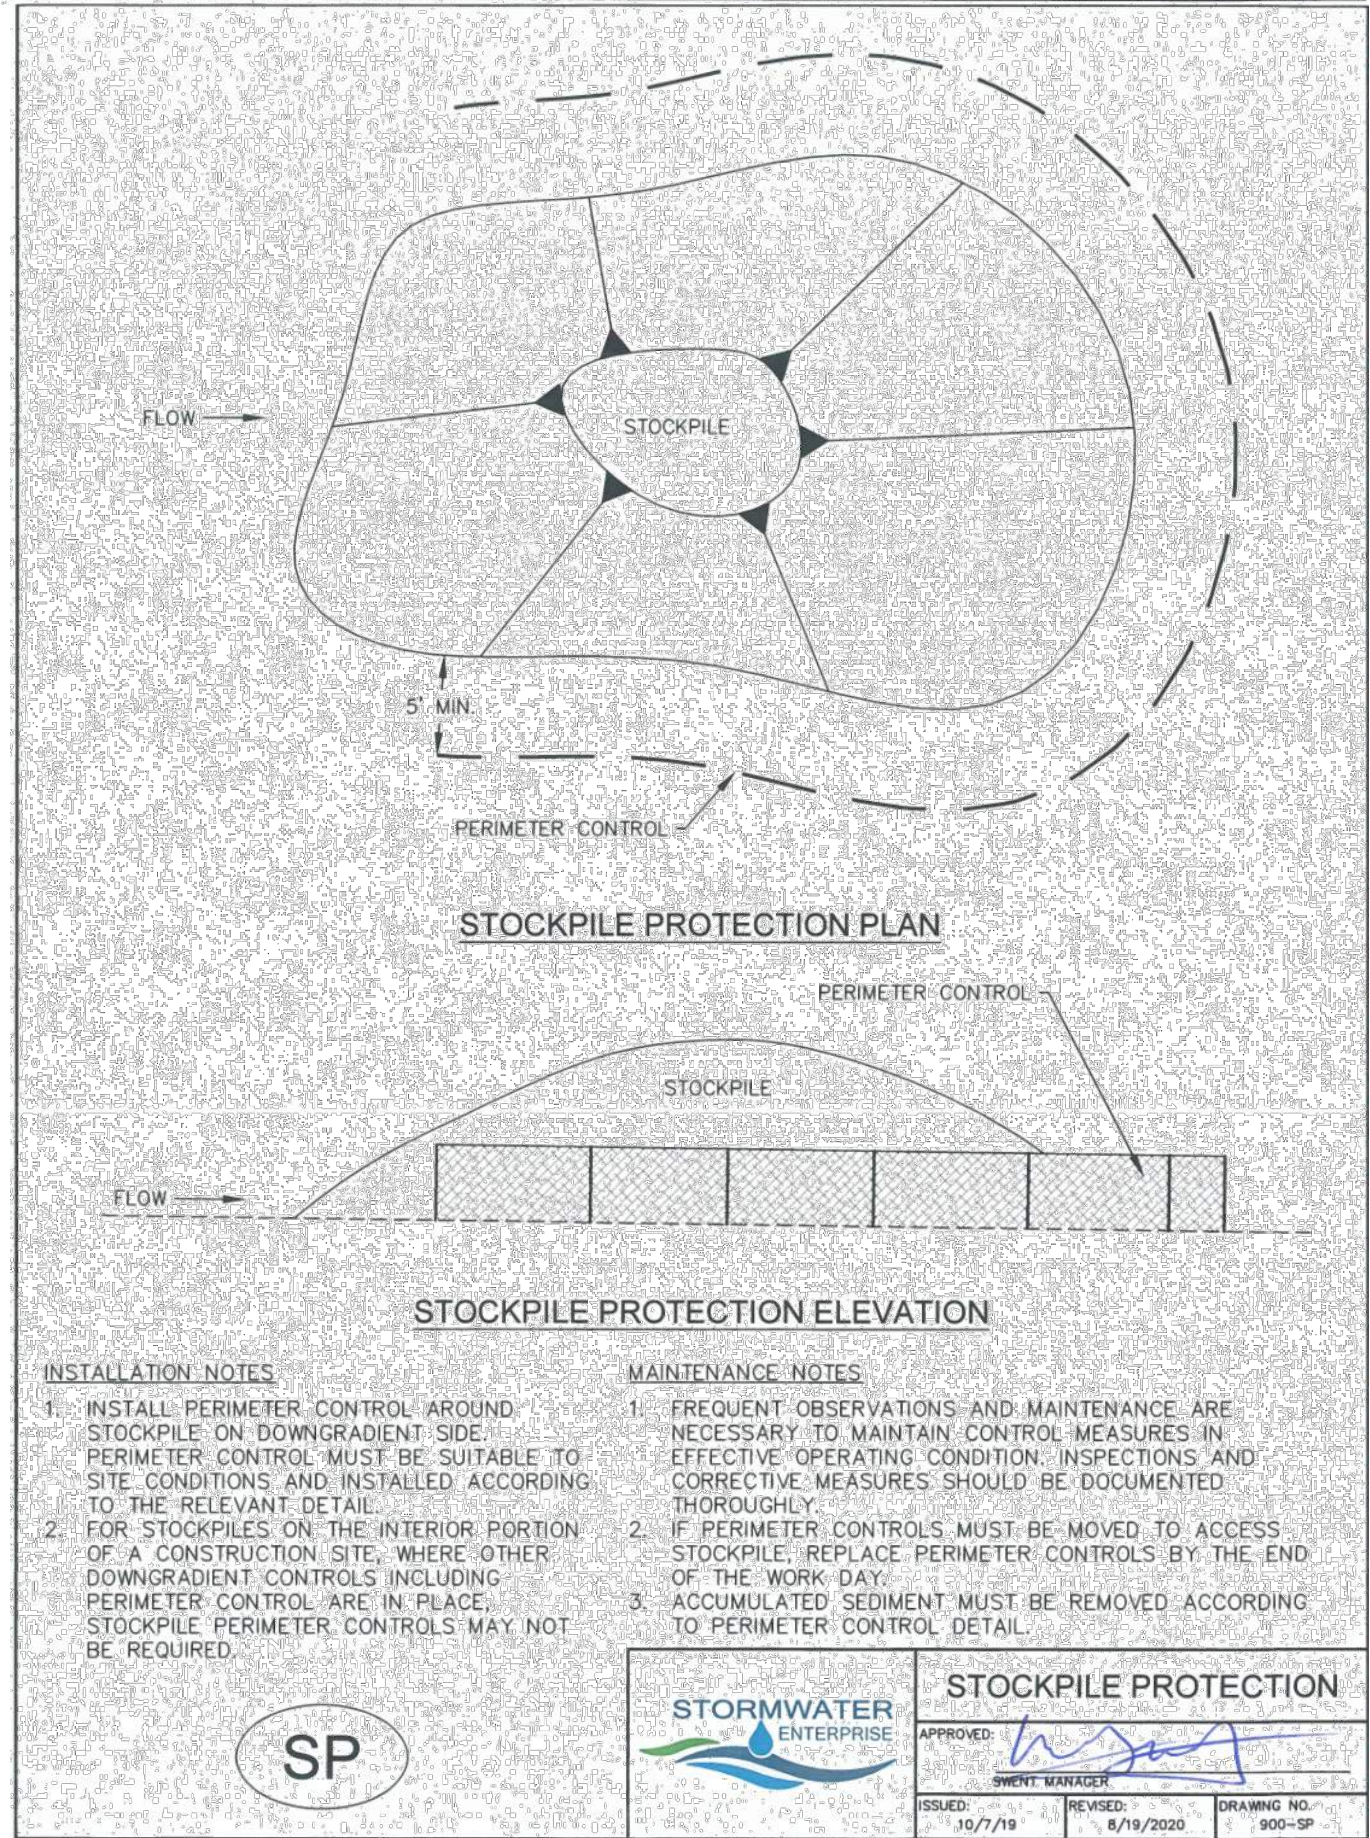 FLOW
STOCKPILE
5' MIN.
PERIMETER CONTROL
STOCKPILE PROTECTION PLAN
PERIMETER CONTROL
STOCKPILE
FLOW
STOCKPILE PROTECTION ELEVATION
INSTALLATION NOTES
1. INSTALL PERIMETER CONTROL AROUND
STOCKPILE ON DOWNGRADIENT SIDE.
PERIMETER CONTROL MUST BE SUITABLE TO
SITE CONDITIONS AND INSTALLED ACCORDING
TO THE RELEVANT DETAIL.
2. FOR STOCKPILES ON THE INTERIOR PORTION
OF A CONSTRUCTION SITE, WHERE OTHER
DOWNGRADIENT CONTROLS INCLUDING
PERIMETER CONTROL ARE IN PLACE,
STOCKPILE PERIMETER CONTROLS MAY NOT
BE REQUIRED.
MAINTENANCE NOTES
1. FREQUENT OBSERVATIONS AND MAINTENANCE ARE
NECESSARY TO MAINTAIN CONTROL MEASURES IN
EFFECTIVE OPERATING CONDITION. INSPECTIONS AND
CORRECTIVE MEASURES SHOULD BE DOCUMENTED
THOROUGHLY.
2. IF PERIMETER CONTROLS MUST BE MOVED TO ACCESS
STOCKPILE, REPLACE PERIMETER CONTROLS BY THE END
OF THE WORK DAY.
3. ACCUMULATED SEDIMENT MUST BE REMOVED ACCORDING
TO PERIMETER CONTROL DETAIL.
SP
STORMWATER
ENTERPRISE
STOCKPILE PROTECTION
APPROVED:
SWENT MANAGER
ISSUED:
10/7/19
REVISED:
8/19/2020
DRAWING NO.
900-SP